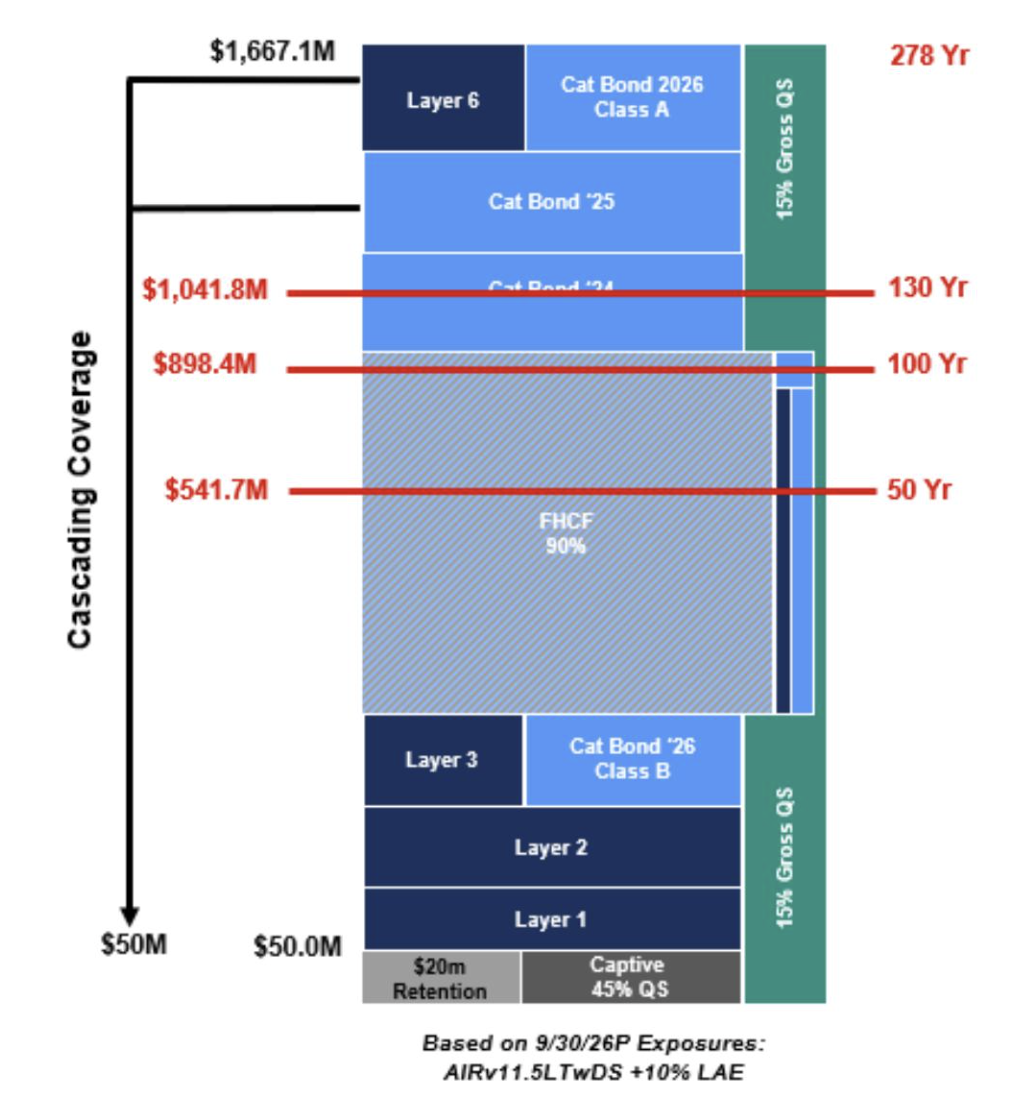 $1,667.1M
278 Yr
Layer 6
Cat Bond 2026
Class A
15% Gross QS
Cat Bond '25
$1,041.8M
Cat Bond '24
130 Yr
$898.4M
100 Yr
Cascading Coverage
$541.7M
50 Yr
FHCF
90%
Layer 3
Cat Bond '26
Class B
Layer 2
15% Gross QS
Layer 1
$50M
$50.0M
$20m
Retention
Captive
45% QS
Based on 9/30/26P Exposures:
AIRv11.5LTwDS +10% LAE